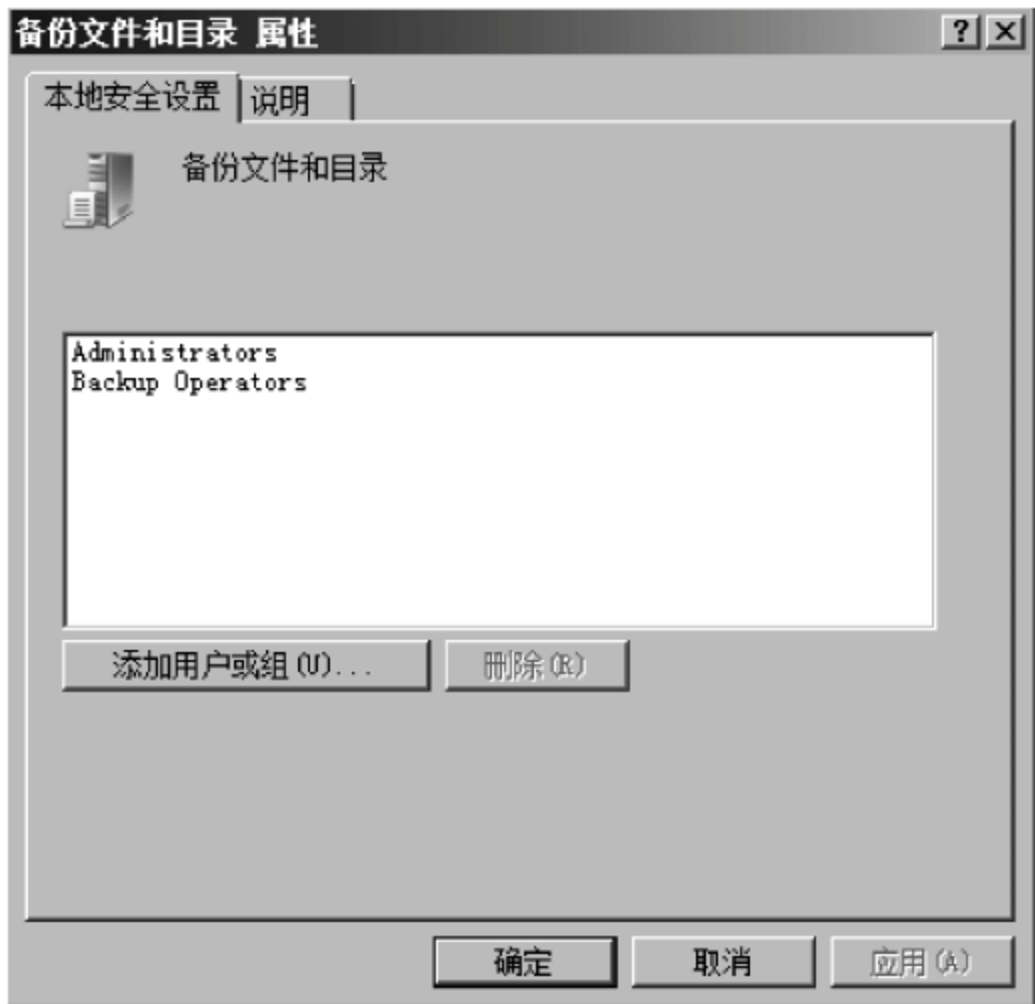 备份文件和目录 属性
本地安全设置
说明
备份文件和目录
Administrators
Backup Operators
添加用户或组(U)...
删除(R)
确定
取消
应用(A)